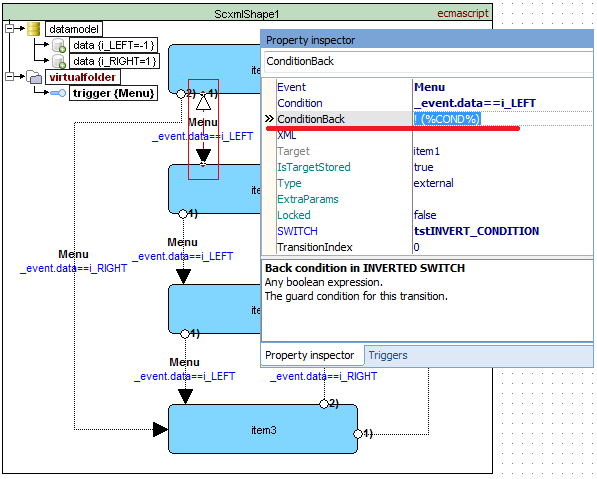 ScxmlShape1 ecmascript
datamodel
data {i_LEFT=-1}
data {i_RIGHT=1}
virtualfolder
trigger {Menu}
item
2) 1)
Menu
_event.data==i_LEFT
1)
Menu
_event.data==i_RIGHT
Menu
_event.data==i_LEFT
item
1)
Menu
_event.data==i_LEFT
_event.data==i_RIGHT
2)
item3
1)
Property inspector
ConditionBack
Event Menu
Condition _event.data==i_LEFT
ConditionBack ! (%COND%)
XML
Target item1
IsTargetStored true
Type external
ExtraParams
Locked false
SWITCH tstINVERT_CONDITION
TransitionIndex 0
Back condition in INVERTED SWITCH
Any boolean expression.
The guard condition for this transition.
Property inspector Triggers